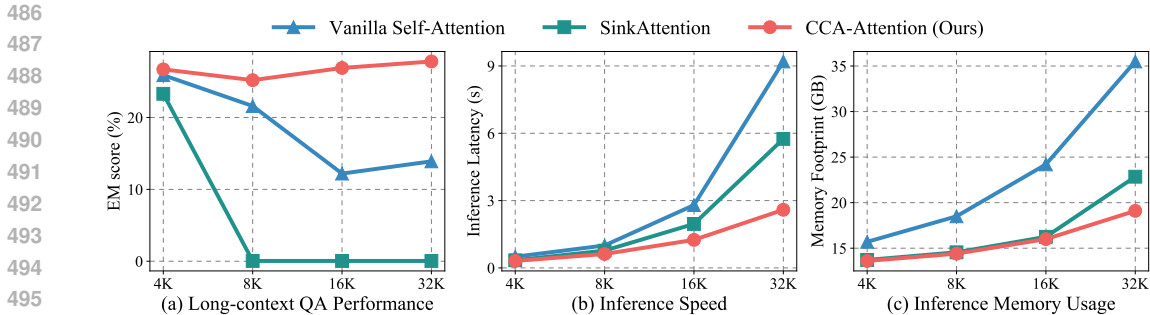 486
487
488
489
490
491
492
493
494
495
Vanilla Self-Attention SinkAttention CCA-Attention (Ours)
EM score (%)
20
10
0
4K 8K 16K 32K
(a) Long-context QA Performance
Inference Latency (s)
9
6
3
0
4K 8K 16K 32K
(b) Inference Speed
Memory Footprint (GB)
35
30
25
20
15
4K 8K 16K 32K
(c) Inference Memory Usage